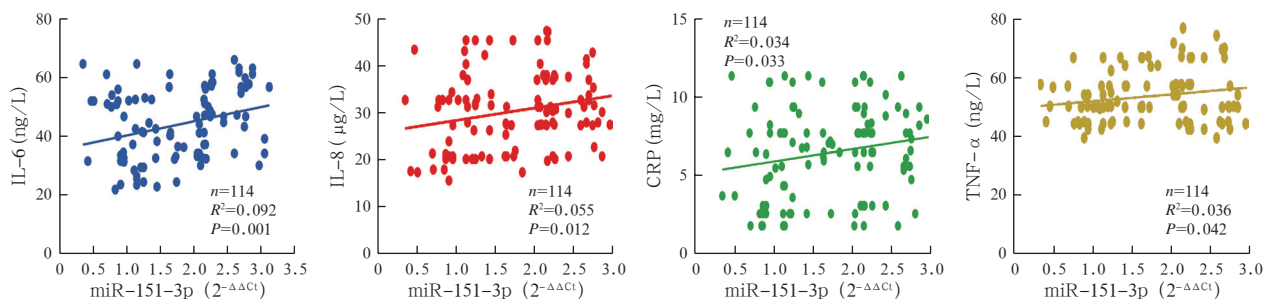 IL-6 (ng/L)
80
60
40
20
0
n=114
R²=0.092
P=0.001
0 0.5 1.0 1.5 2.0 2.5 3.0 3.5
miR-151-3p (2⁻ΔΔCt)
IL-8 (μg/L)
50
40
30
20
10
0
n=114
R²=0.055
P=0.012
0 0.5 1.0 1.5 2.0 2.5 3.0
miR-151-3p (2⁻ΔΔCt)
CRP (mg/L)
15
10
5
0
n=114
R²=0.034
P=0.033
0 0.5 1.0 1.5 2.0 2.5 3.0
miR-151-3p (2⁻ΔΔCt)
TNF-α (ng/L)
80
60
40
20
0
n=114
R²=0.036
P=0.042
0 0.5 1.0 1.5 2.0 2.5 3.0
miR-151-3p (2⁻ΔΔCt)